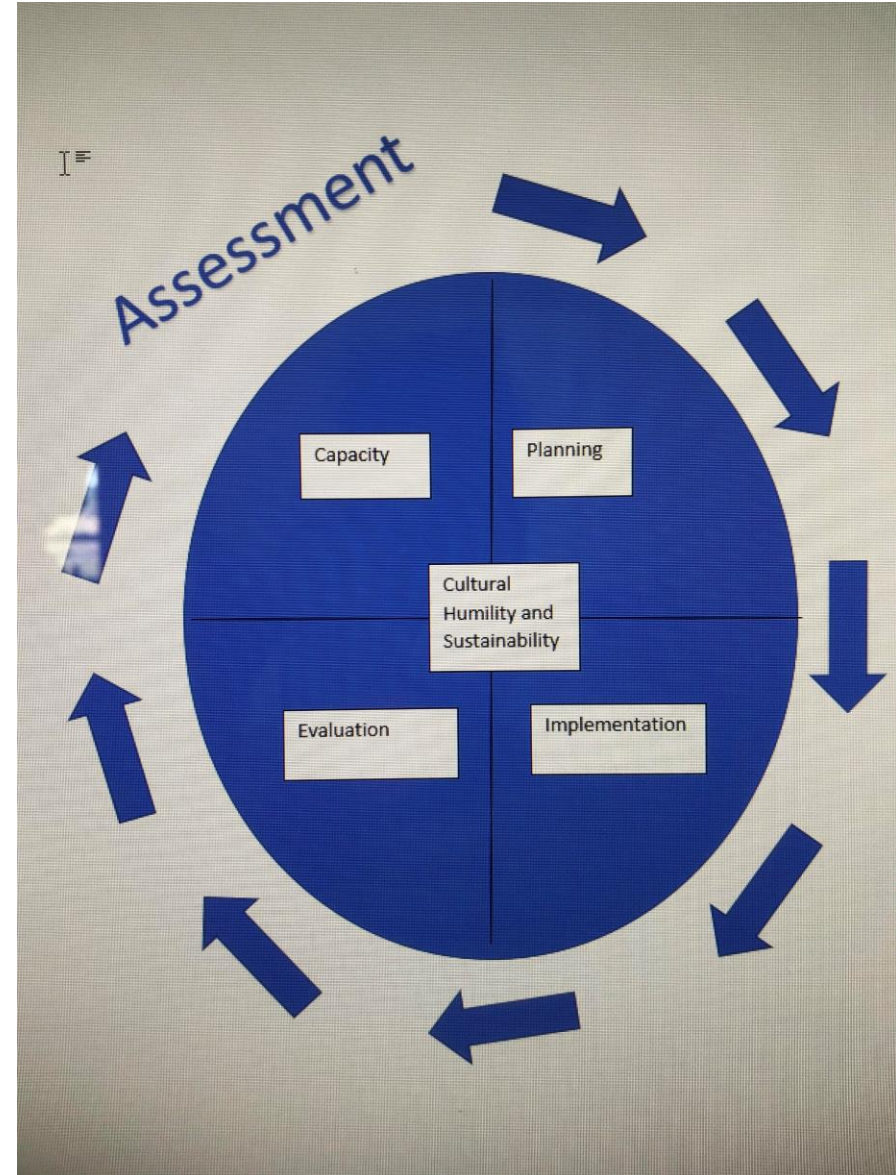 Assessment
Capacity
Planning
Cultural
Humility and
Sustainability
Evaluation
Implementation